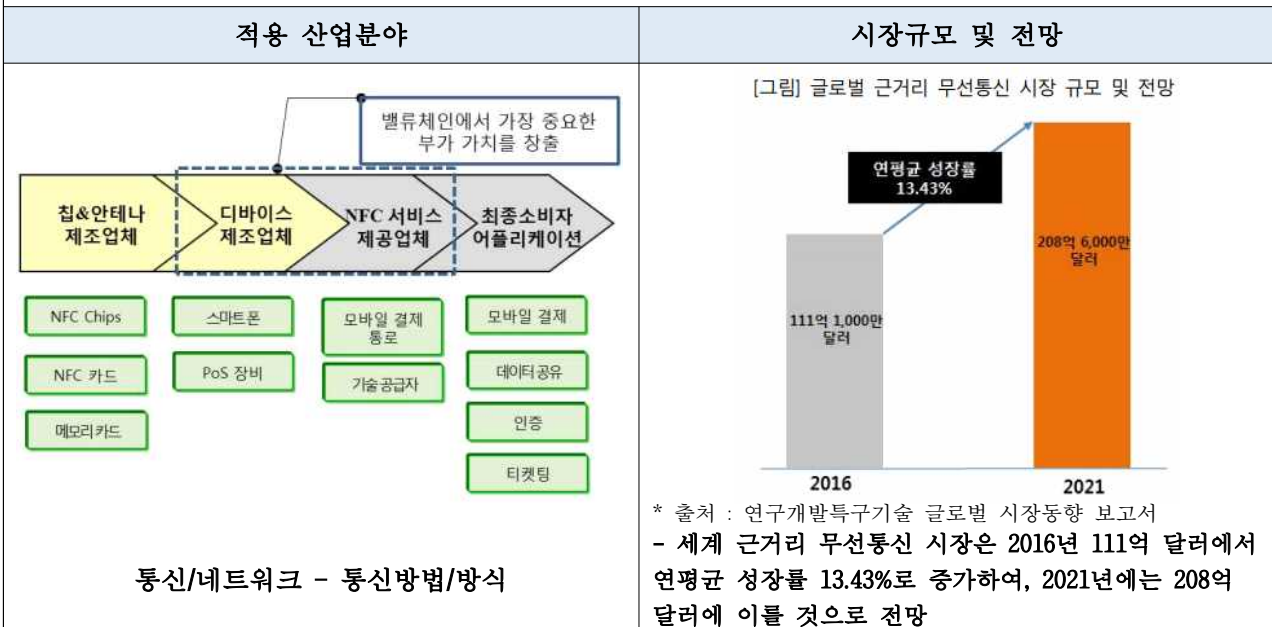 적용 산업분야
밸류체인에서 가장 중요한
부가 가치를 창출
칩&안테나
제조업체
디바이스
제조업체
NFC 서비스
제공업체
최종소비자
어플리케이션
NFC Chips
NFC 카드
메모리카드
스마트폰
PoS 장비
모바일 결제
통로
기술공급자
모바일 결제
데이터공유
인증
티켓팅
통신/네트워크 - 통신방법/방식
시장규모 및 전망
[그림] 글로벌 근거리 무선통신 시장 규모 및 전망
연평균 성장률
13.43%
111억 1,000만
달러
208억 6,000만
달러
2016
2021
* 출처 : 연구개발특구기술 글로벌 시장동향 보고서
- 세계 근거리 무선통신 시장은 2016년 111억 달러에서
연평균 성장률 13.43%로 증가하여, 2021년에는 208억
달러에 이를 것으로 전망